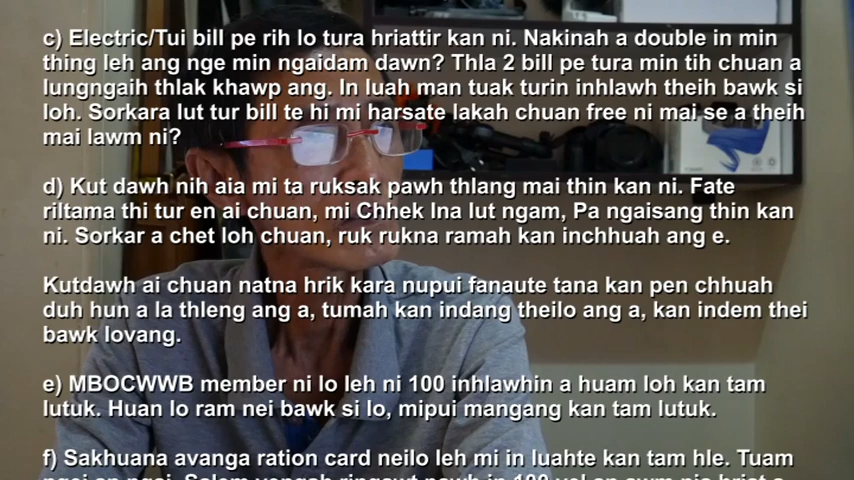 c) Electric/Tui bill pe rih lo tura hriattir kan ni. Nakinah a double in min
thing leh ang nge min ngaidam dawn? Thla 2 bill pe tura min tih chuan a
lungngaih thlak khawp ang. In luah man tuak turin inhlawh theih bawk si
loh. Sorkara lut tur bill te hi mi harsate lakah chuan free ni mai se a theih
mai lawm ni?
d) Kut dawh nih aia mi ta ruksak pawh thlang mai thin kan ni. Fate
riltama thi tur en ai chuan, mi Chhek Ina lut ngam, Pa ngaisang thin kan
ni. Sorkar a chet loh chuan, ruk rukna ramah kan inchhuah ang e.
Kutdawh ai chuan natna hrik kara nupui fanaute tana kan pen chhuah
duh hun a la thleng ang a, tumah kan indang theilo ang a, kan indem thei
bawk lovang.
e) MBOCWWB member ni lo leh ni 100 inhlawhin a huam loh kan tam
lutuk. Huan lo ram nei bawk si lo, mipui mangang kan tam lutuk.
f) Sakhuana avanga ration card neilo leh mi in luahte kan tam hle. Tuam